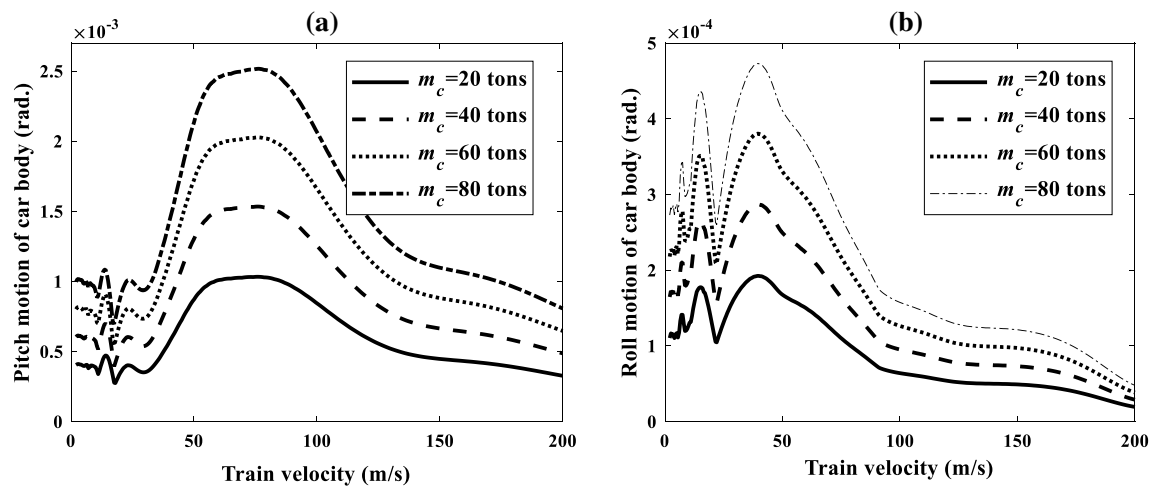 (a)
×10⁻³
2.5
2
1.5
1
0.5
0
0 50 100 150 200
Pitch motion of car body (rad.)
Train velocity (m/s)
m_c=20 tons
m_c=40 tons
m_c=60 tons
m_c=80 tons
(b)
×10⁻⁴
5
4
3
2
1
0
0 50 100 150 200
Roll motion of car body (rad.)
Train velocity (m/s)
m_c=20 tons
m_c=40 tons
m_c=60 tons
m_c=80 tons